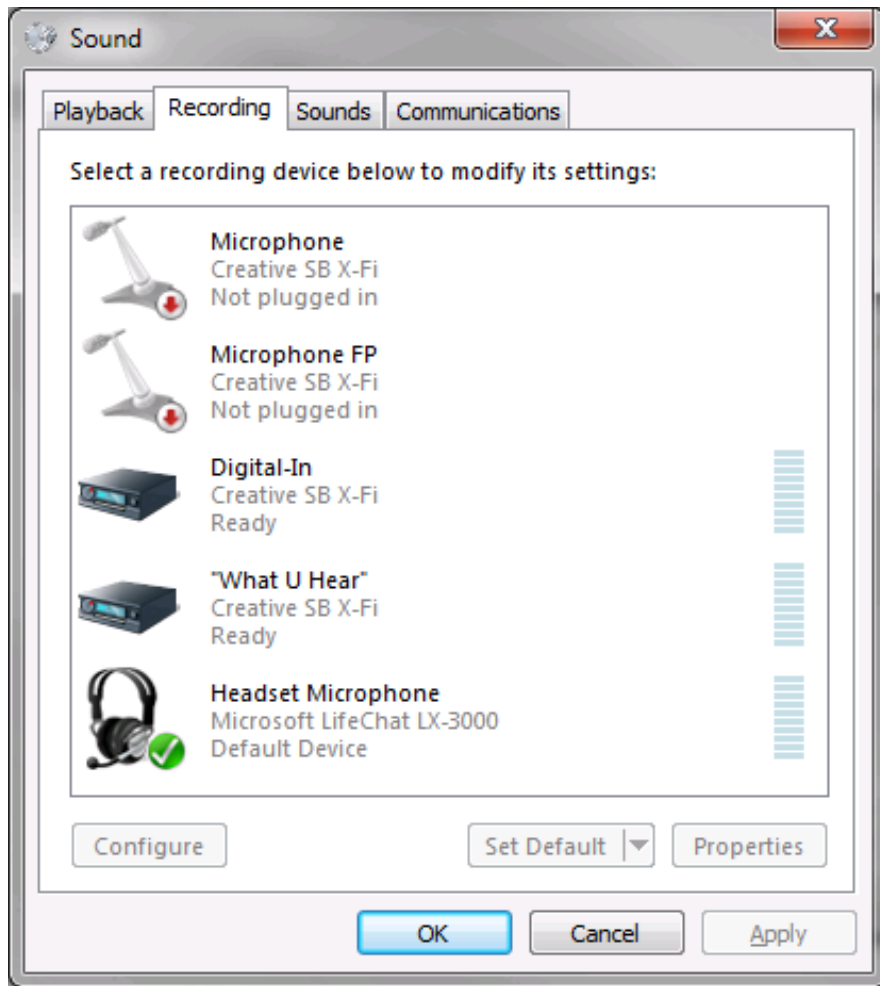 Sound
Playback Recording Sounds Communications
Select a recording device below to modify its settings:
Microphone
Creative SB X-Fi
Not plugged in
Microphone FP
Creative SB X-Fi
Not plugged in
Digital-In
Creative SB X-Fi
Ready
"What U Hear"
Creative SB X-Fi
Ready
Headset Microphone
Microsoft LifeChat LX-3000
Default Device
Configure Set Default Properties
OK Cancel Apply